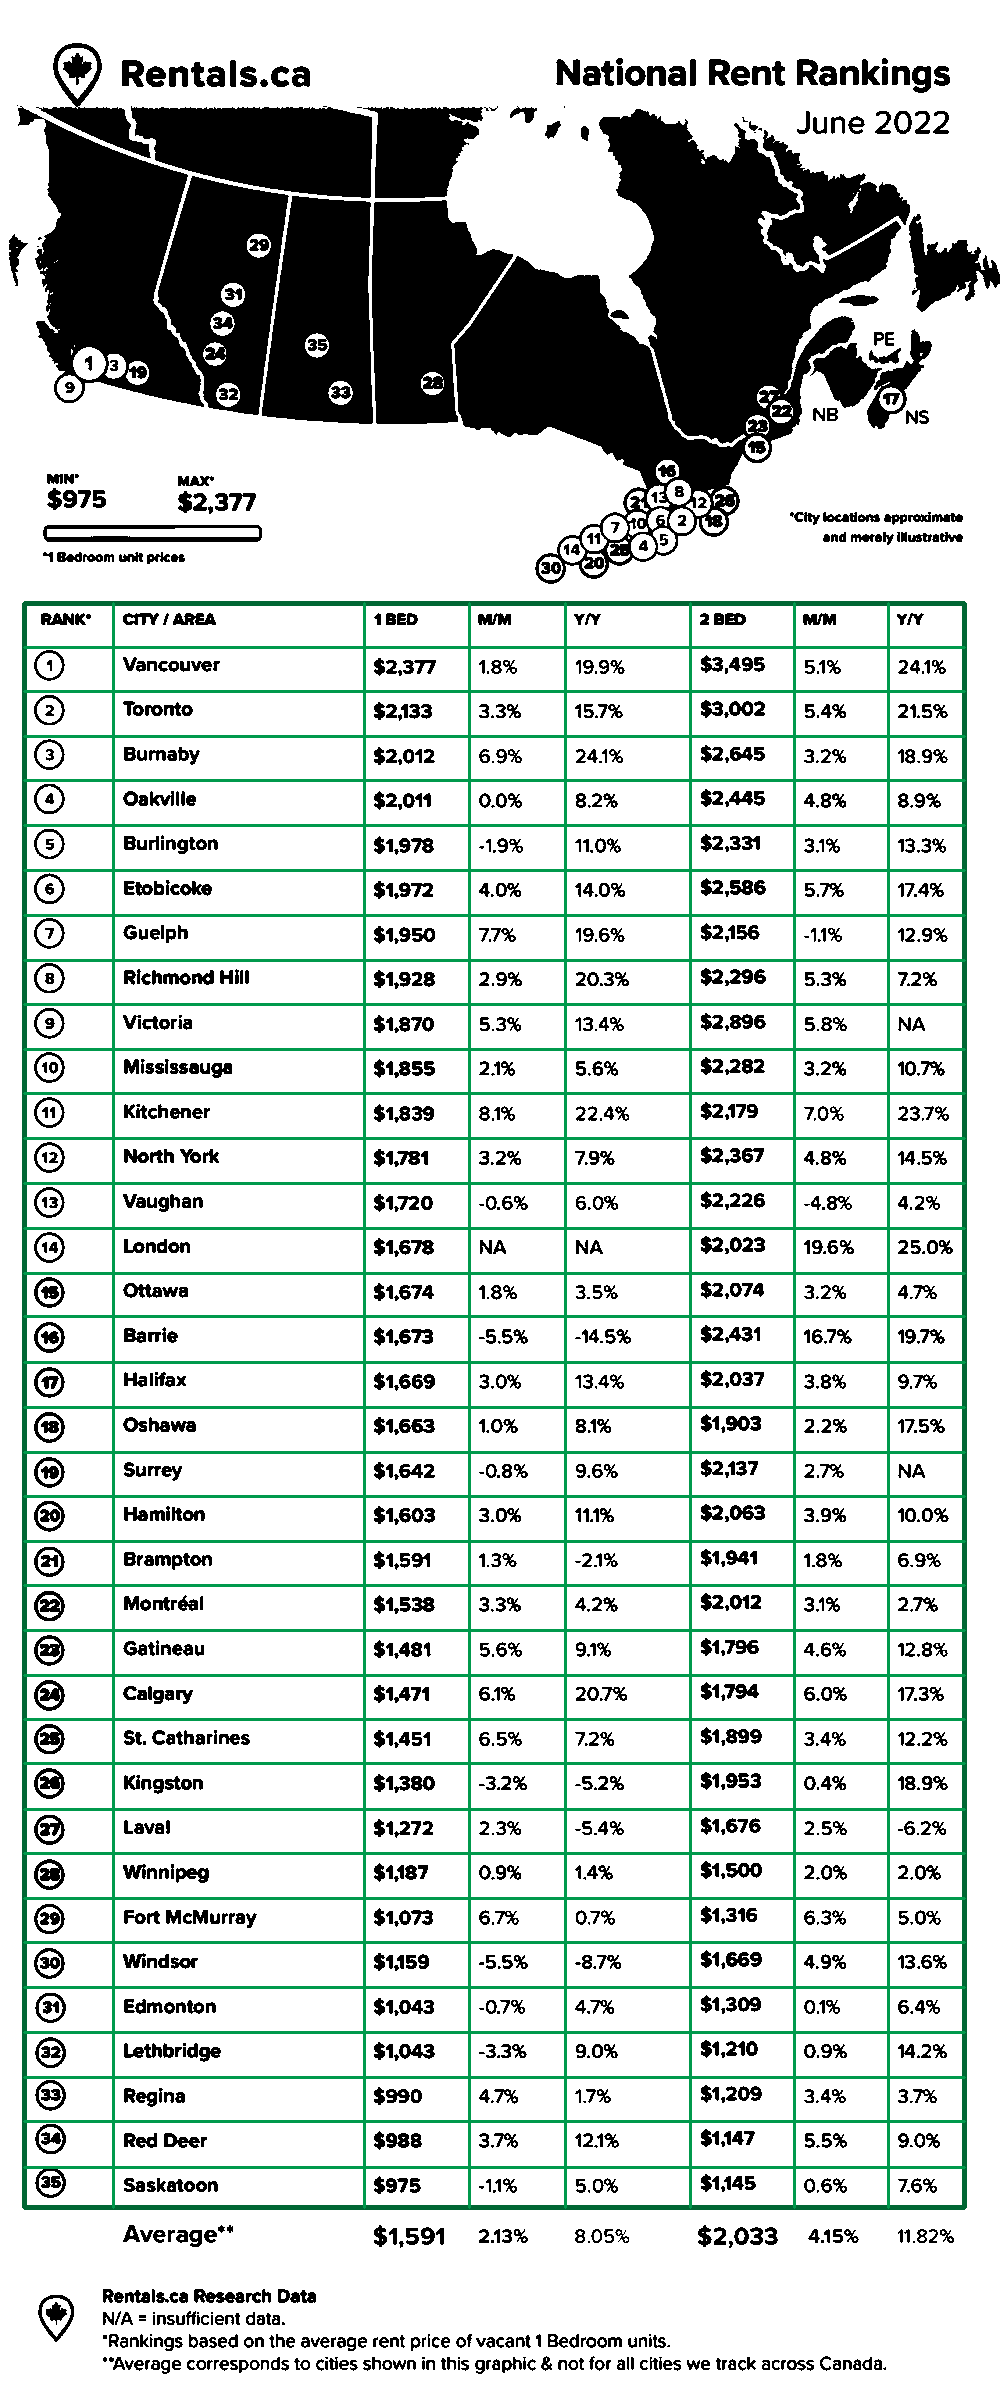 Rentals.ca
National Rent Rankings
June 2022
29
31
34
24
35
1
3
19
9
32
33
28
PE
27
22
17
NB
NS
23
15
16
MIN*
MAX*
$975
$2,377
*1 Bedroom unit prices
21
13
8
12
26
7
10
6
2
18
11
14
25
4
5
30
20
*City locations approximate
and merely illustrative
RANK* CITY / AREA 1 BED M/M Y/Y 2 BED M/M Y/Y
1 Vancouver $2,377 1.8% 19.9% $3,495 5.1% 24.1%
2 Toronto $2,133 3.3% 15.7% $3,002 5.4% 21.5%
3 Burnaby $2,012 6.9% 24.1% $2,645 3.2% 18.9%
4 Oakville $2,011 0.0% 8.2% $2,445 4.8% 8.9%
5 Burlington $1,978 -1.9% 11.0% $2,331 3.1% 13.3%
6 Etobicoke $1,972 4.0% 14.0% $2,586 5.7% 17.4%
7 Guelph $1,950 7.7% 19.6% $2,156 -1.1% 12.9%
8 Richmond Hill $1,928 2.9% 20.3% $2,296 5.3% 7.2%
9 Victoria $1,870 5.3% 13.4% $2,896 5.8% NA
10 Mississauga $1,855 2.1% 5.6% $2,282 3.2% 10.7%
11 Kitchener $1,839 8.1% 22.4% $2,179 7.0% 23.7%
12 North York $1,781 3.2% 7.9% $2,367 4.8% 14.5%
13 Vaughan $1,720 -0.6% 6.0% $2,226 -4.8% 4.2%
14 London $1,678 NA NA $2,023 19.6% 25.0%
15 Ottawa $1,674 1.8% 3.5% $2,074 3.2% 4.7%
16 Barrie $1,673 -5.5% -14.5% $2,431 16.7% 19.7%
17 Halifax $1,669 3.0% 13.4% $2,037 3.8% 9.7%
18 Oshawa $1,663 1.0% 8.1% $1,903 2.2% 17.5%
19 Surrey $1,642 -0.8% 9.6% $2,137 2.7% NA
20 Hamilton $1,603 3.0% 11.1% $2,063 3.9% 10.0%
21 Brampton $1,591 1.3% -2.1% $1,941 1.8% 6.9%
22 Montréal $1,538 3.3% 4.2% $2,012 3.1% 2.7%
23 Gatineau $1,481 5.6% 9.1% $1,796 4.6% 12.8%
24 Calgary $1,471 6.1% 20.7% $1,794 6.0% 17.3%
25 St. Catharines $1,451 6.5% 7.2% $1,899 3.4% 12.2%
26 Kingston $1,380 -3.2% -5.2% $1,953 0.4% 18.9%
27 Laval $1,272 2.3% -5.4% $1,676 2.5% -6.2%
28 Winnipeg $1,187 0.9% 1.4% $1,500 2.0% 2.0%
29 Fort McMurray $1,073 6.7% 0.7% $1,316 6.3% 5.0%
30 Windsor $1,159 -5.5% -8.7% $1,669 4.9% 13.6%
31 Edmonton $1,043 -0.7% 4.7% $1,309 0.1% 6.4%
32 Lethbridge $1,043 -3.3% 9.0% $1,210 0.9% 14.2%
33 Regina $990 4.7% 1.7% $1,209 3.4% 3.7%
34 Red Deer $988 3.7% 12.1% $1,147 5.5% 9.0%
35 Saskatoon $975 -1.1% 5.0% $1,145 0.6% 7.6%
Average** $1,591 2.13% 8.05% $2,033 4.15% 11.82%
Rentals.ca Research Data
N/A = insufficient data.
*Rankings based on the average rent price of vacant 1 Bedroom units.
**Average corresponds to cities shown in this graphic & not for all cities we track across Canada.